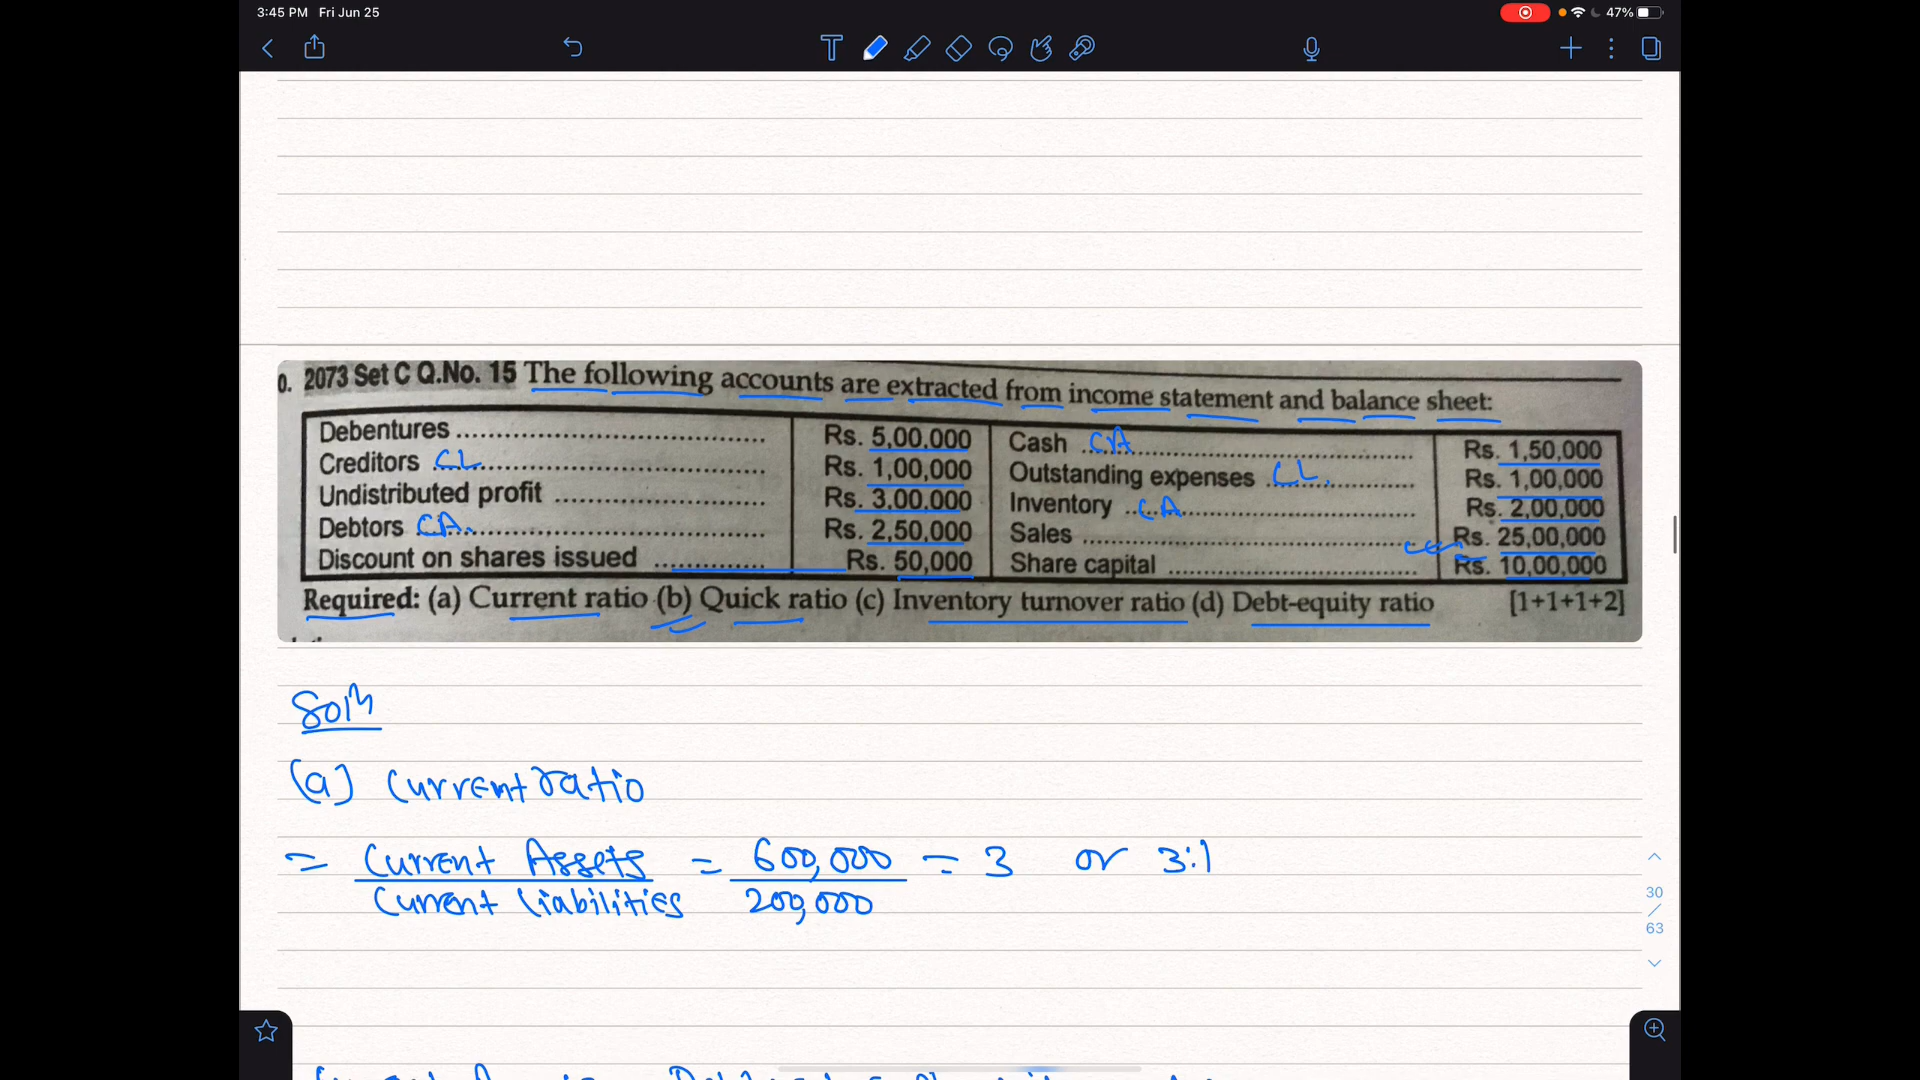 3:45 PM Fri Jun 25
47%
0. 2073 Set C Q.No. 15 The following accounts are extracted from income statement and balance sheet:
Debentures .......... Rs. 5,00,000 Cash CA .......... Rs. 1,50,000
Creditors CL .......... Rs. 1,00,000 Outstanding expenses CL .......... Rs. 1,00,000
Undistributed profit .......... Rs. 3,00,000 Inventory CA .......... Rs. 2,00,000
Debtors CA .......... Rs. 2,50,000 Sales .......... Rs. 25,00,000
Discount on shares issued .......... Rs. 50,000 Share capital .......... Rs. 10,00,000
Required: (a) Current ratio (b) Quick ratio (c) Inventory turnover ratio (d) Debt-equity ratio [1+1+1+2]
Soln
(a) Current ratio
= Current Assets = 600,000 = 3 or 3:1
Current Liabilities 200,000
30
/
63